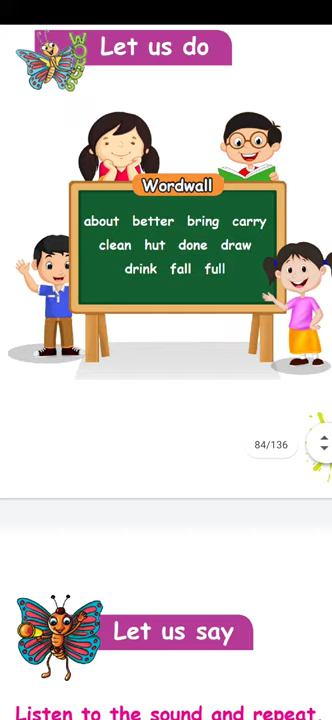 WORDS
Let us do
Wordwall
about better bring carry
clean hut done draw
drink fall full
84/136
Let us say
Listen to the sound and repeat.